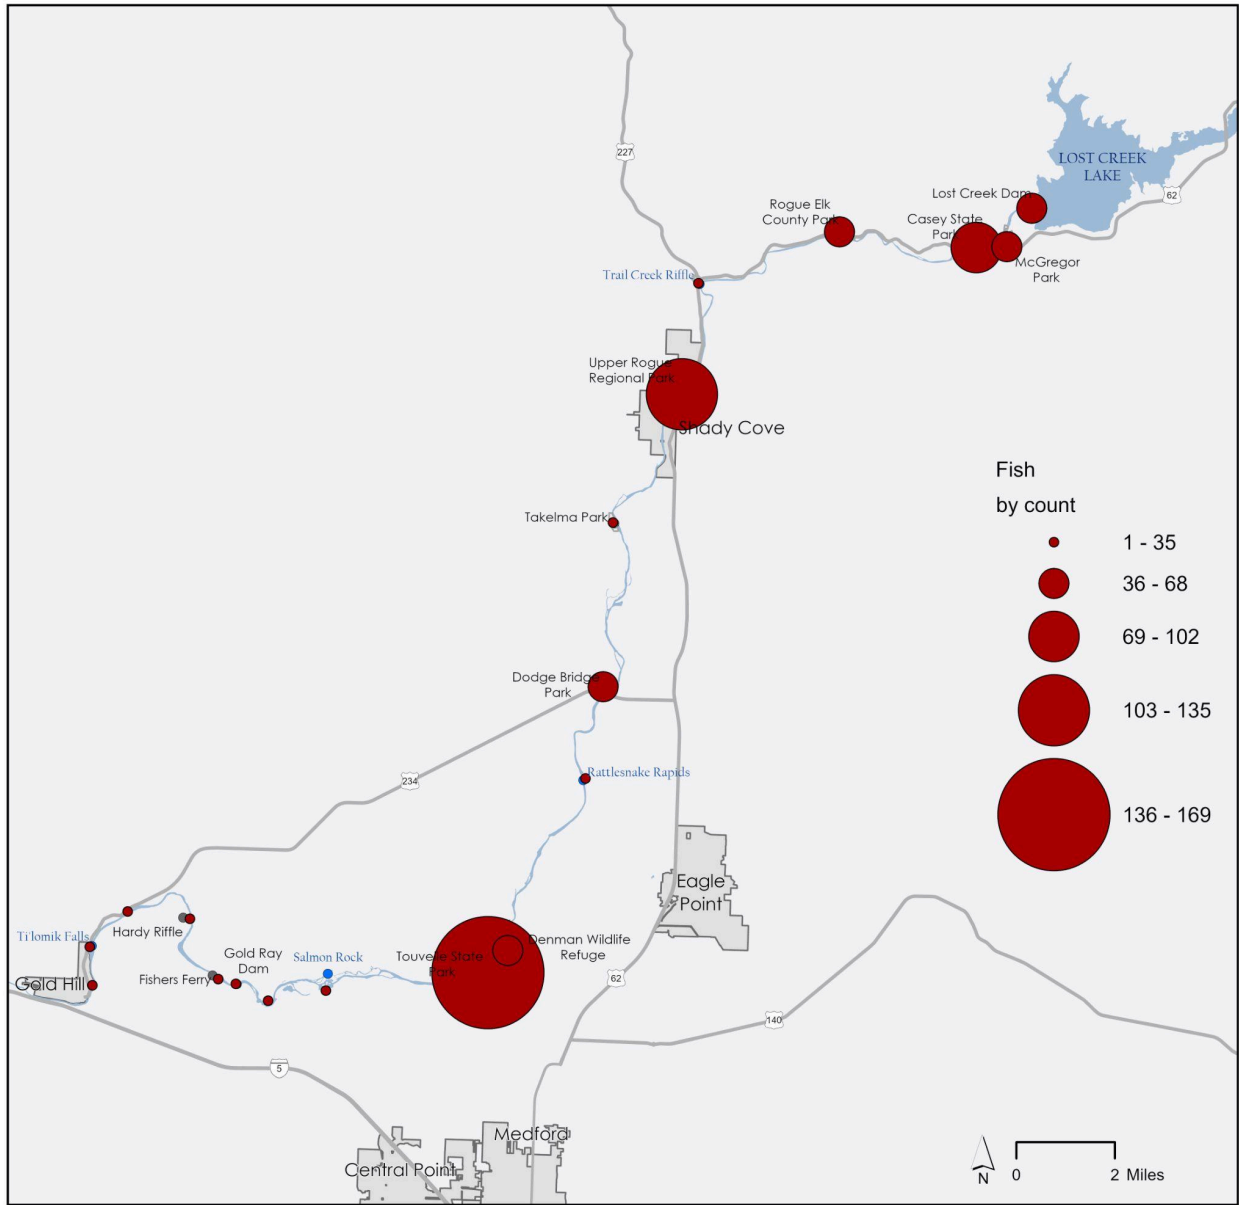 227
LOST CREEK
LAKE
62
Lost Creek Dam
Rogue Elk
County Park
Casey State
Park
McGregor
Park
Trail Creek Riffle
Upper Rogue
Regional Park
Shady Cove
Fish
by count
1 - 35
36 - 68
69 - 102
103 - 135
136 - 169
Takelma Park
Dodge Bridge
Park
Rattlesnake Rapids
234
Eagle
Point
Ti'lomik Falls
Hardy Riffle
Gold Ray
Dam
Salmon Rock
Touvelle State
Park
Denman Wildlife
Refuge
Fishers Ferry
Gold Hill
62
140
5
Medford
Central Point
N
0
2 Miles